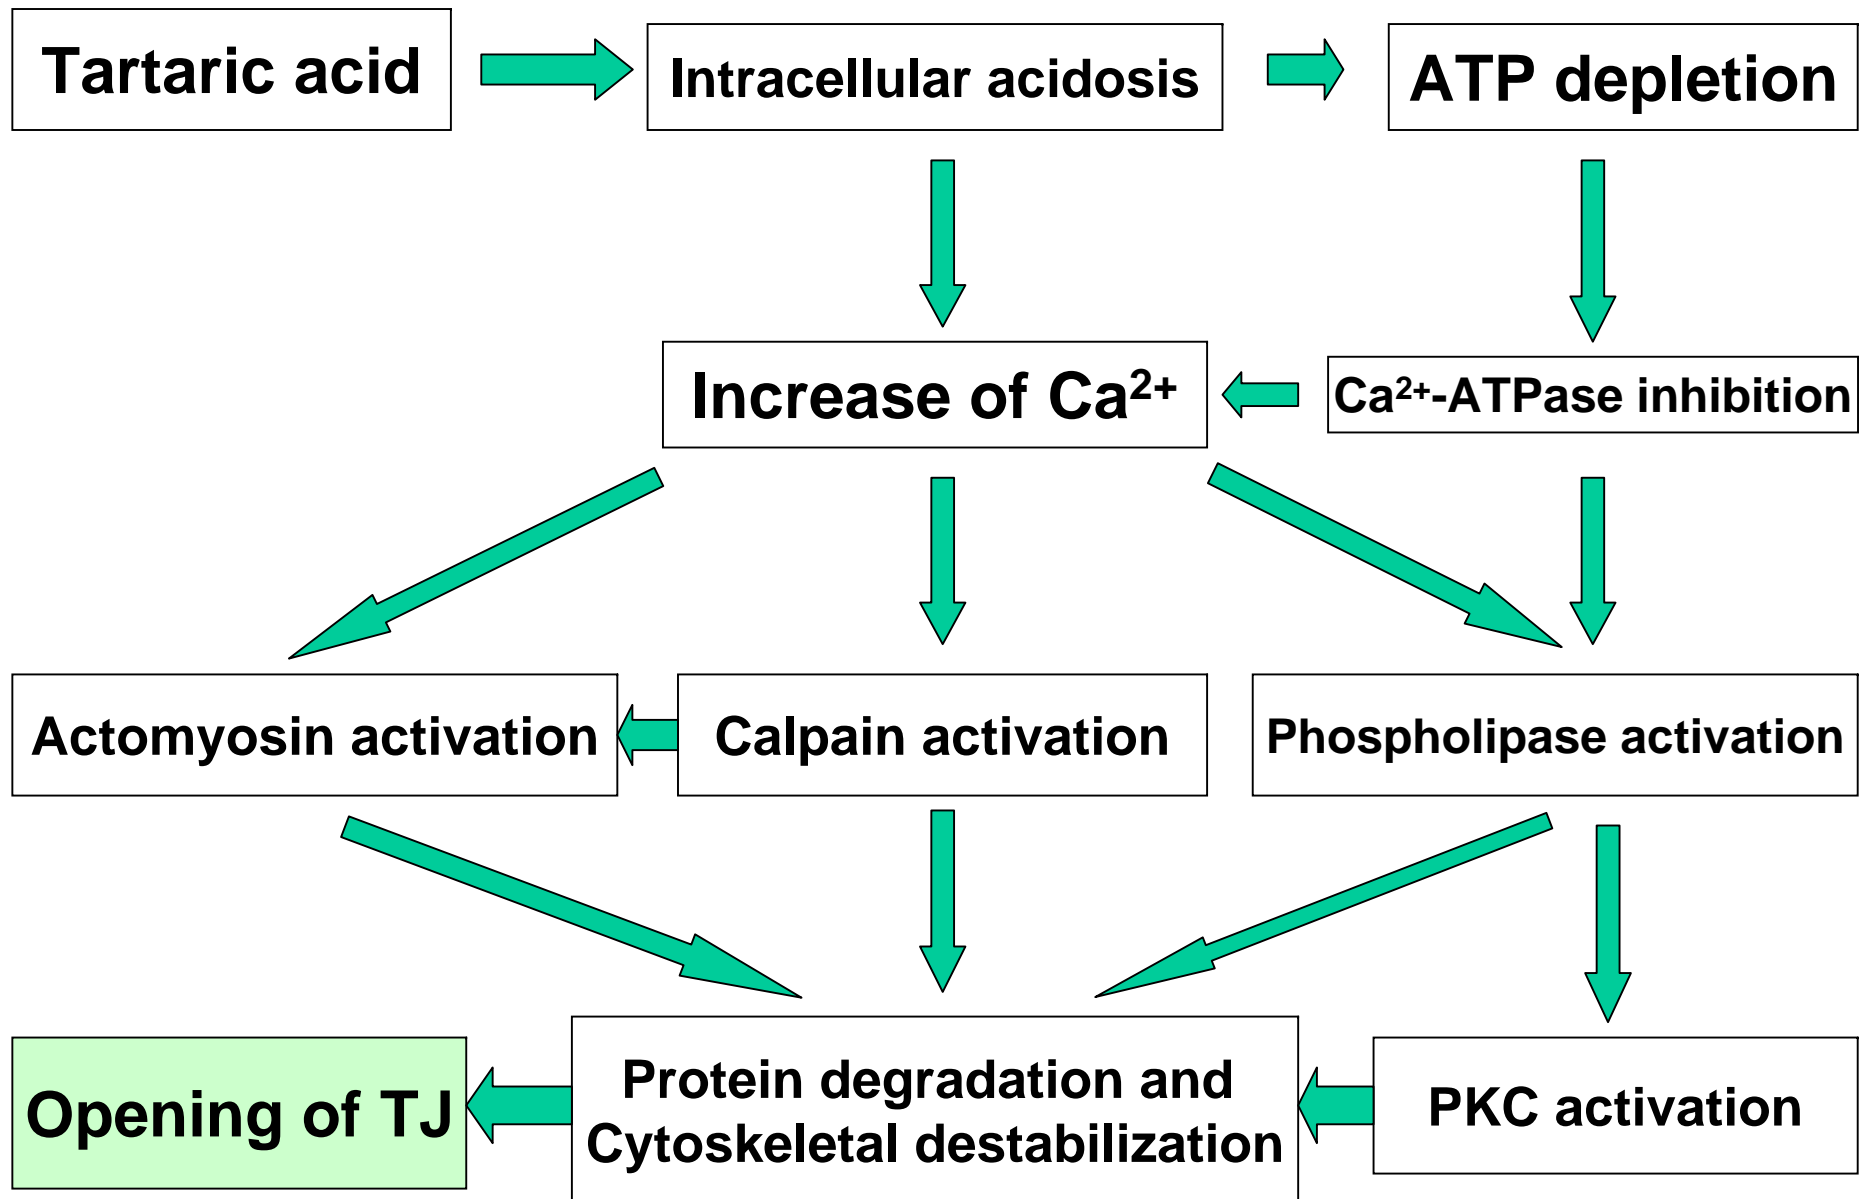 Tartaric acid
Intracellular acidosis
ATP depletion
Increase of Ca²⁺
Ca²⁺-ATPase inhibition
Actomyosin activation
Calpain activation
Phospholipase activation
Opening of TJ
Protein degradation and
Cytoskeletal destabilization
PKC activation